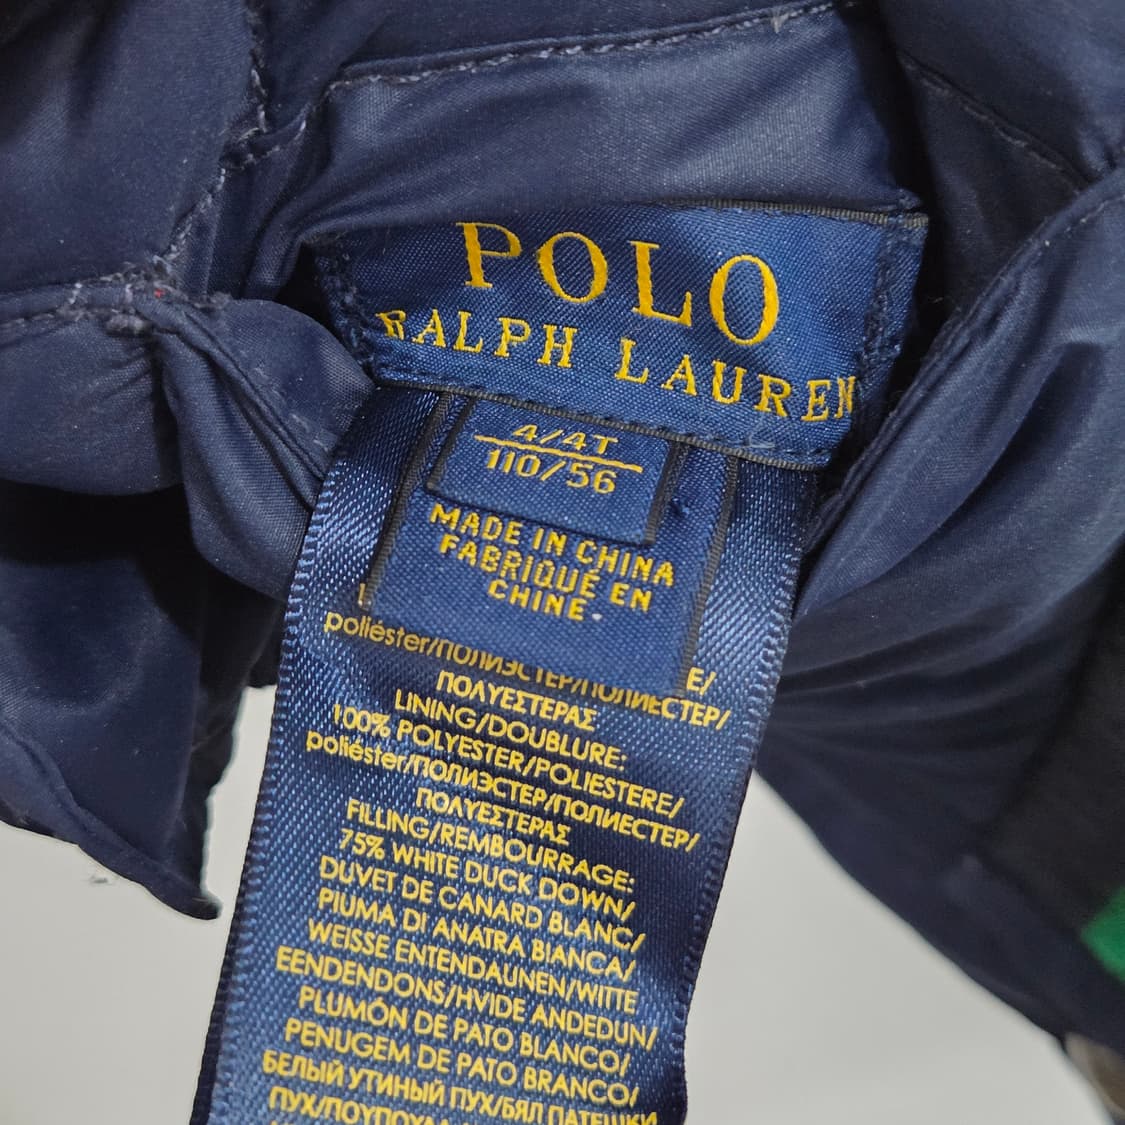 POLO
RALPH LAUREN
4/4T
110/56
MADE IN CHINA
FABRIQUÉ EN
CHINE
E/
poliéster/ПОЛИЭСТЕР/ПОЛИЕСТЕР/
ΠΟΛΥΕΣΤΕΡΑΣ
LINING/DOUBLURE:
100% POLYESTER/POLIESTERE/
poliéster/ПОЛИЭСТЕР/ПОЛИЕСТЕР/
ΠΟΛΥΕΣΤΕΡΑΣ
FILLING/REMBOURRAGE:
75% WHITE DUCK DOWN/
DUVET DE CANARD BLANC/
PIUMA DI ANATRA BIANCA/
WEISSE ENTENDAUNEN/WITTE
EENDENDONS/HVIDE ANDEDUN/
PLUMÓN DE PATO BLANCO/
PENUGEM DE PATO BRANCO/
БЕЛЫЙ УТИНЫЙ ПУХ/БЯЛ ПАТЕШКИ
ПУХ/ΠΟΥΠΟΥΛΑ